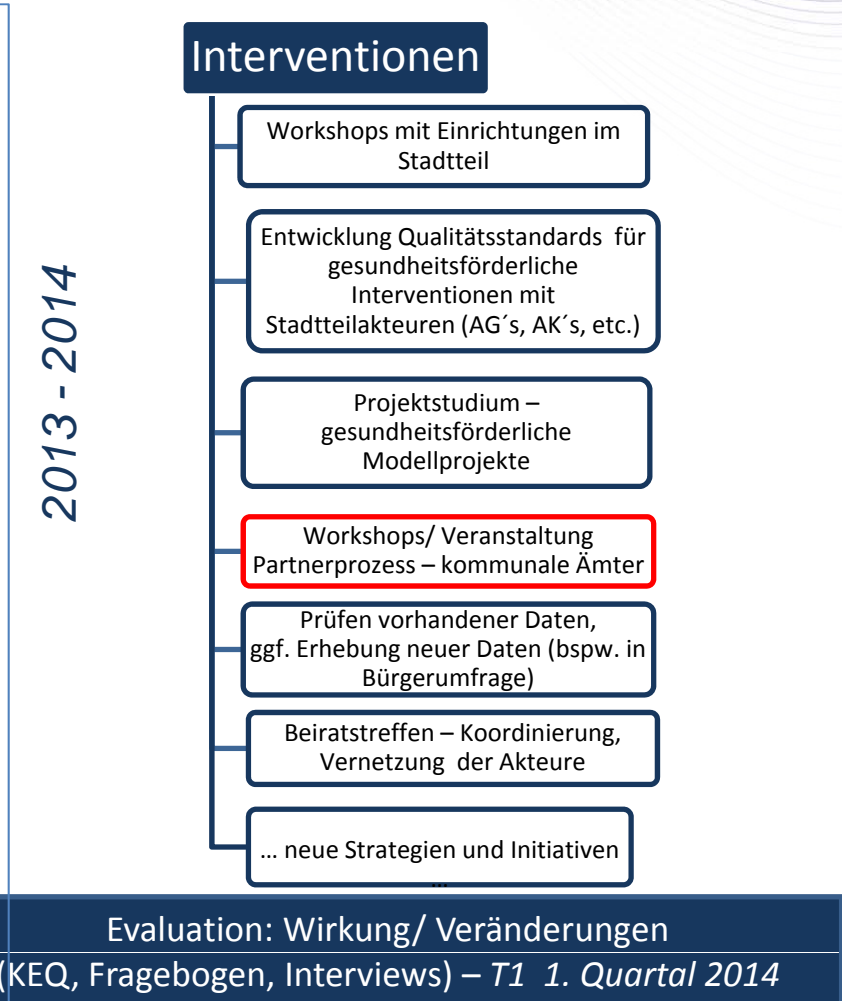 Interventionen
Workshops mit Einrichtungen im
Stadtteil
Entwicklung Qualitätsstandards für
gesundheitsförderliche
Interventionen mit
Stadtteilakteuren (AG´s, AK´s, etc.)
2013 - 2014
Projektstudium –
gesundheitsförderliche
Modellprojekte
Workshops/ Veranstaltung
Partnerprozess – kommunale Ämter
Prüfen vorhandener Daten,
ggf. Erhebung neuer Daten (bspw. in
Bürgerumfrage)
Beiratstreffen – Koordinierung,
Vernetzung der Akteure
... neue Strategien und Initiativen
...
Evaluation: Wirkung/ Veränderungen
(KEQ, Fragebogen, Interviews) – T1 1. Quartal 2014